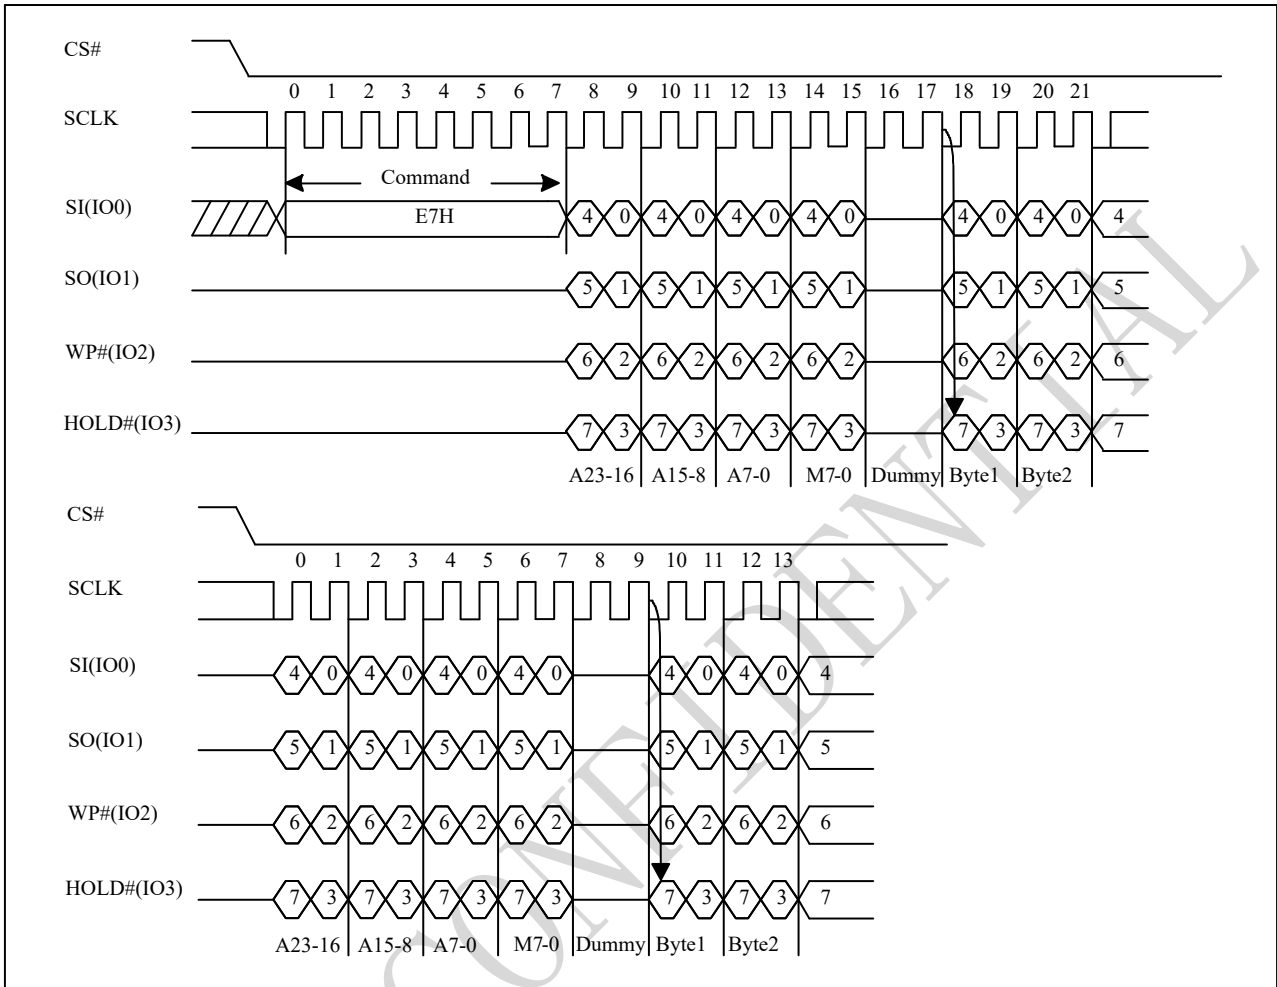 CS#
0 1 2 3 4 5 6 7 8 9 10 11 12 13 14 15 16 17 18 19 20 21
SCLK
Command
SI(IO0) E7H 4 0 4 0 4 0 4 0 4 0 4 0 4
SO(IO1) 5 1 5 1 5 1 5 1 5 1 5 1 5
WP#(IO2) 6 2 6 2 6 2 6 2 6 2 6 2 6
HOLD#(IO3) 7 3 7 3 7 3 7 3 7 3 7 3 7
A23-16 A15-8 A7-0 M7-0 Dummy Byte1 Byte2
CS#
0 1 2 3 4 5 6 7 8 9 10 11 12 13
SCLK
SI(IO0) 4 0 4 0 4 0 4 0 4 0 4 0 4
SO(IO1) 5 1 5 1 5 1 5 1 5 1 5 1 5
WP#(IO2) 6 2 6 2 6 2 6 2 6 2 6 2 6
HOLD#(IO3) 7 3 7 3 7 3 7 3 7 3 7 3 7
A23-16 A15-8 A7-0 M7-0 Dummy Byte1 Byte2
CONFIDENTIAL